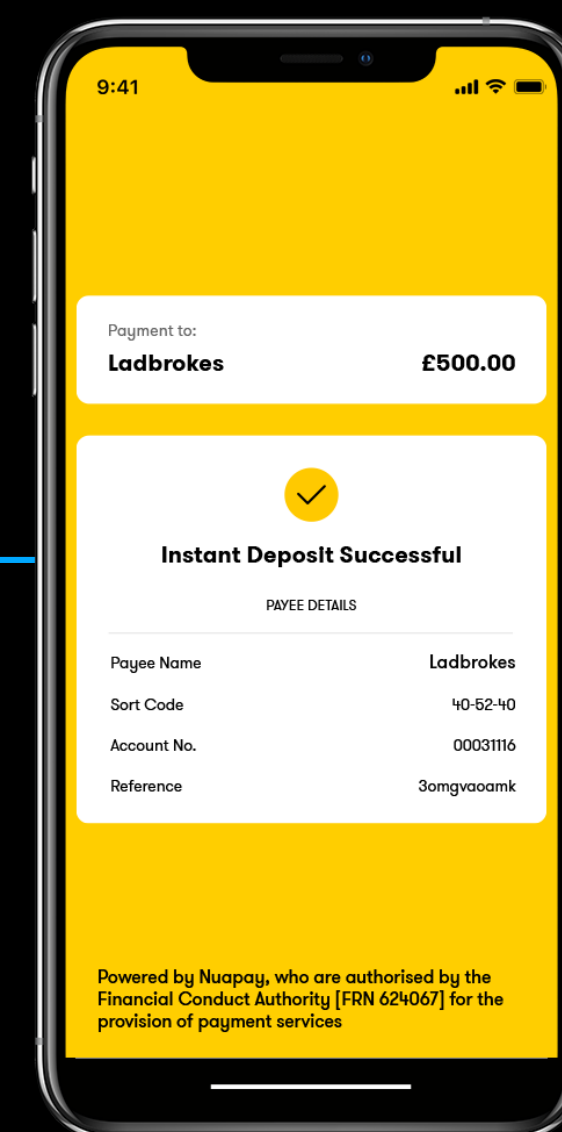 9:41
Payment to:
Ladbrokes £500.00
Instant Deposit Successful
PAYEE DETAILS
Payee Name Ladbrokes
Sort Code 40-52-40
Account No. 00031116
Reference 3omgvaoamk
Powered by Nuapay, who are authorised by the
Financial Conduct Authority [FRN 624067] for the
provision of payment services